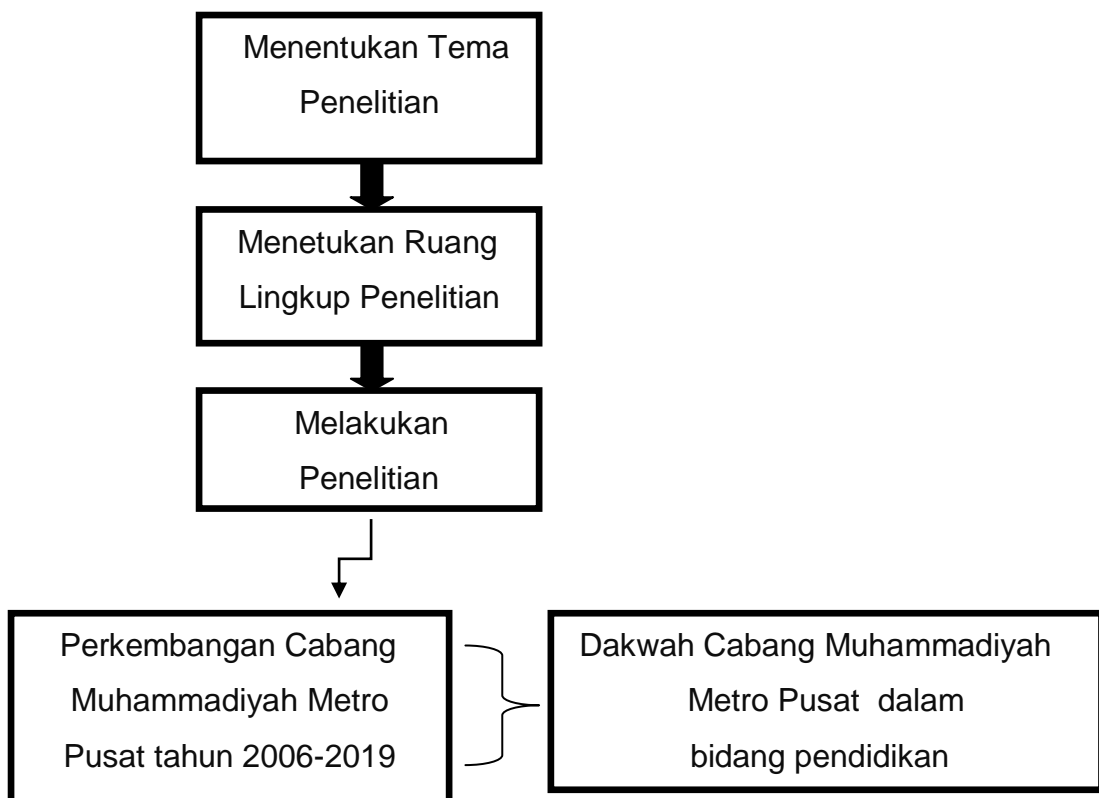 Menentukan Tema
Penelitian
Menetukan Ruang
Lingkup Penelitian
Melakukan
Penelitian
Perkembangan Cabang
Muhammadiyah Metro
Pusat tahun 2006-2019
Dakwah Cabang Muhammadiyah
Metro Pusat dalam
bidang pendidikan